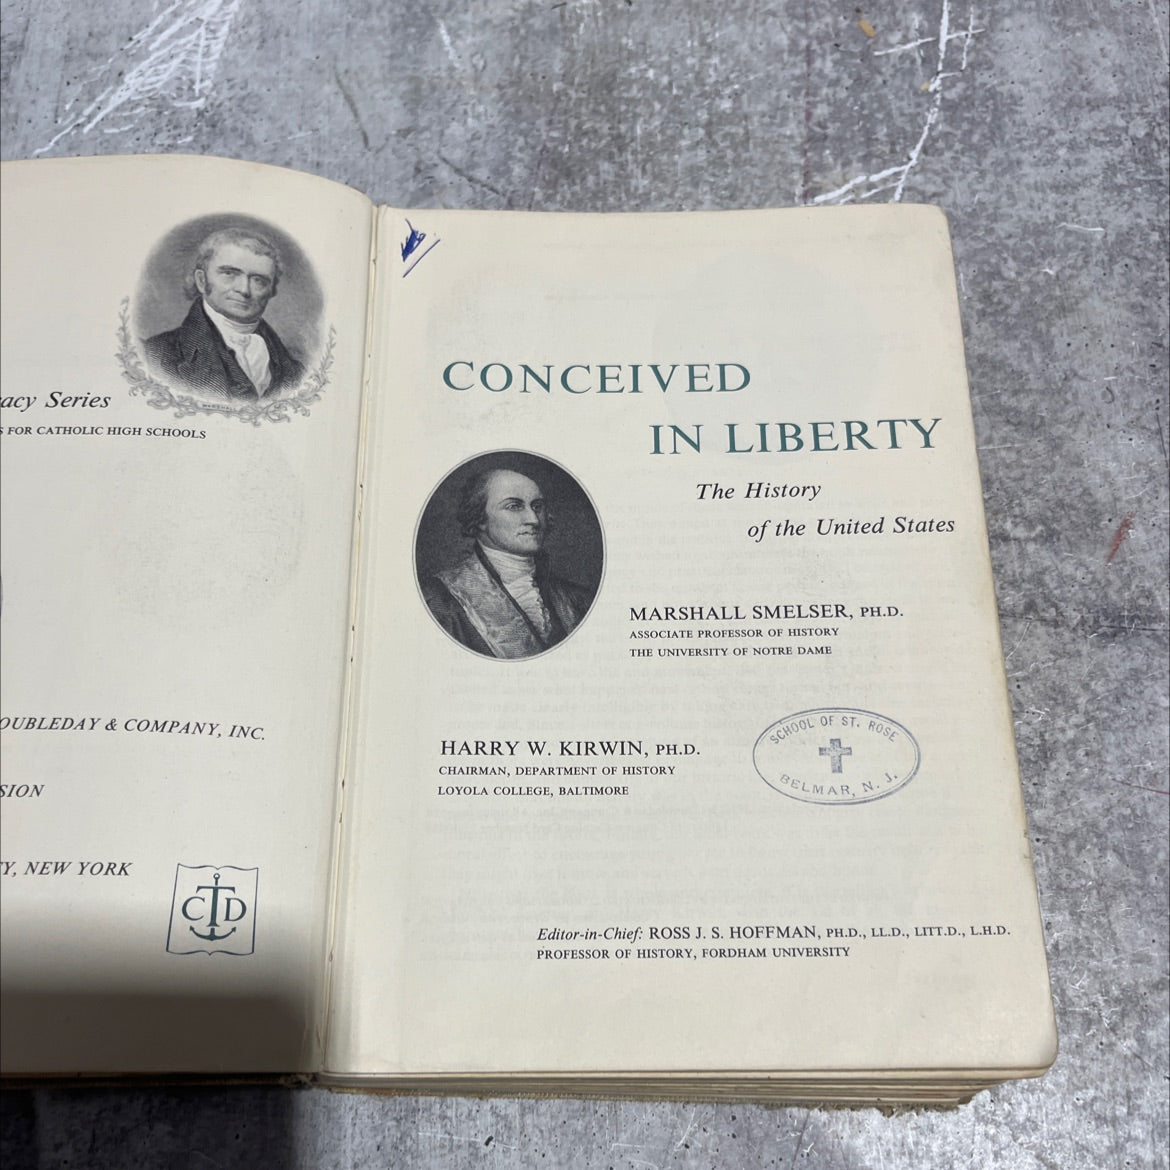 MARSHALL
Series
FOR CATHOLIC HIGH SCHOOLS
& COMPANY, INC.
NEW YORK
CTD
CONCEIVED
IN LIBERTY
The History
of the United States
MARSHALL SMELSER, PH.D.
ASSOCIATE PROFESSOR OF HISTORY
THE UNIVERSITY OF NOTRE DAME
HARRY W. KIRWIN, PH.D.
CHAIRMAN, DEPARTMENT OF HISTORY
LOYOLA COLLEGE, BALTIMORE
SCHOOL OF ST. ROSE
BELMAR, N. J.
Editor-in-Chief: ROSS J. S. HOFFMAN, PH.D., LL.D., LITT.D., L.H.D.
PROFESSOR OF HISTORY, FORDHAM UNIVERSITY